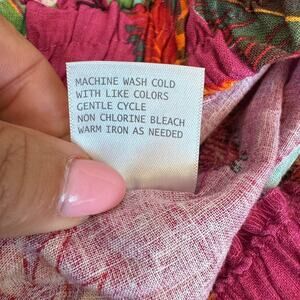 MACHINE WASH COLD
WITH LIKE COLORS
GENTLE CYCLE
NON CHLORINE BLEACH
WARM IRON AS NEEDED